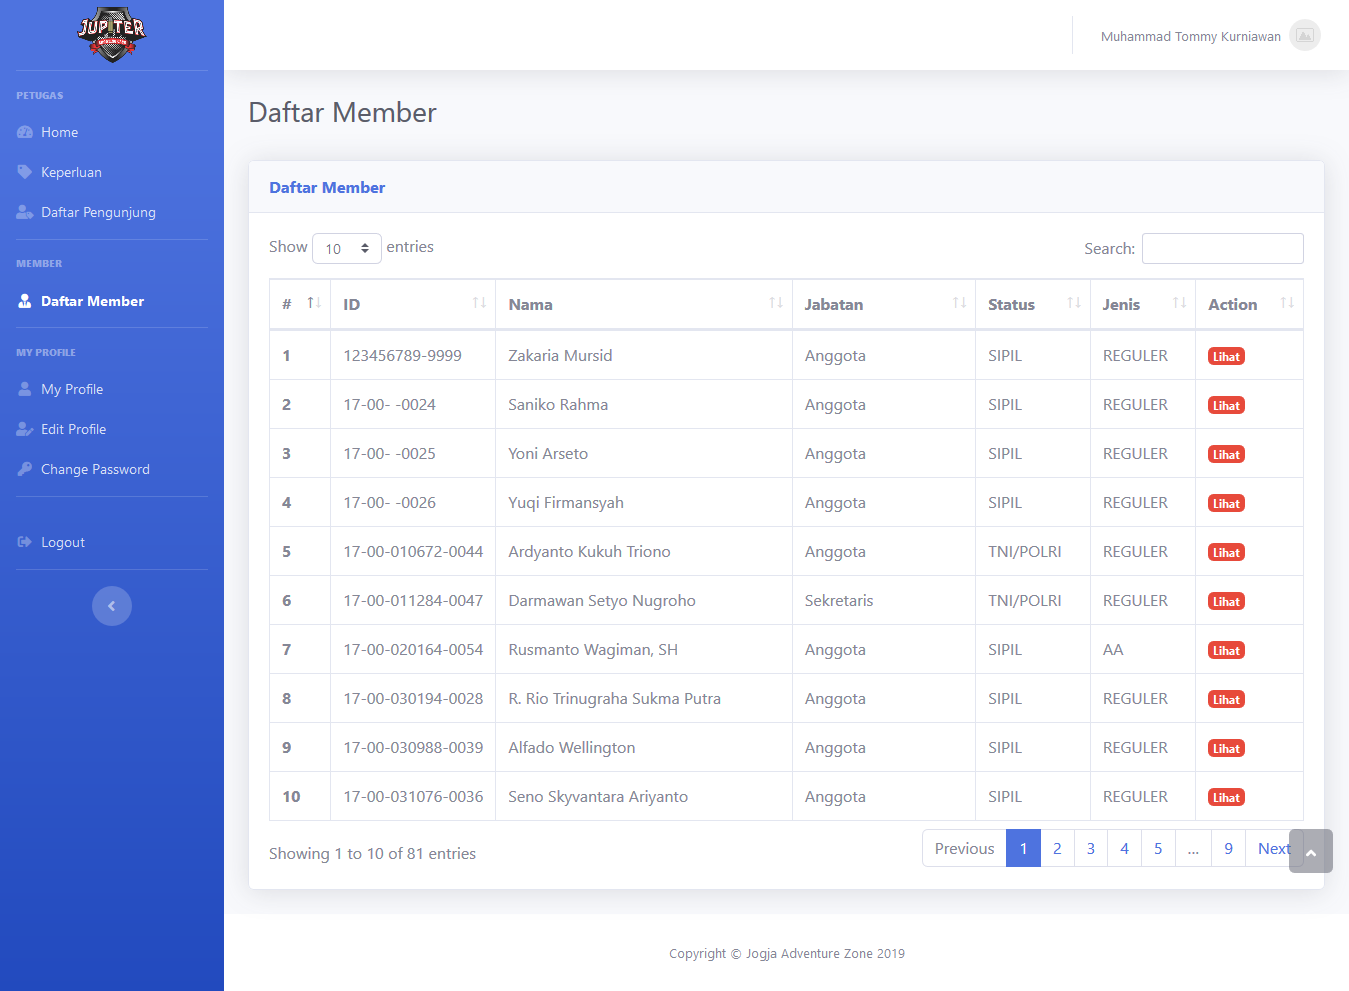 JUPITER
Muhammad Tommy Kurniawan
PETUGAS
Home
Keperluan
Daftar Pengunjung
MEMBER
Daftar Member
MY PROFILE
My Profile
Edit Profile
Change Password
Logout
Daftar Member
Daftar Member
Show 10 entries
Search:
# ID Nama Jabatan Status Jenis Action
1 123456789-9999 Zakaria Mursid Anggota SIPIL REGULER Lihat
2 17-00- -0024 Saniko Rahma Anggota SIPIL REGULER Lihat
3 17-00- -0025 Yoni Arseto Anggota SIPIL REGULER Lihat
4 17-00- -0026 Yuqi Firmansyah Anggota SIPIL REGULER Lihat
5 17-00-010672-0044 Ardyanto Kukuh Triono Anggota TNI/POLRI REGULER Lihat
6 17-00-011284-0047 Darmawan Setyo Nugroho Sekretaris TNI/POLRI REGULER Lihat
7 17-00-020164-0054 Rusmanto Wagiman, SH Anggota SIPIL AA Lihat
8 17-00-030194-0028 R. Rio Trinugraha Sukma Putra Anggota SIPIL REGULER Lihat
9 17-00-030988-0039 Alfado Wellington Anggota SIPIL REGULER Lihat
10 17-00-031076-0036 Seno Skyvantara Ariyanto Anggota SIPIL REGULER Lihat
Showing 1 to 10 of 81 entries
Previous 1 2 3 4 5 ... 9 Next
Copyright © Jogja Adventure Zone 2019